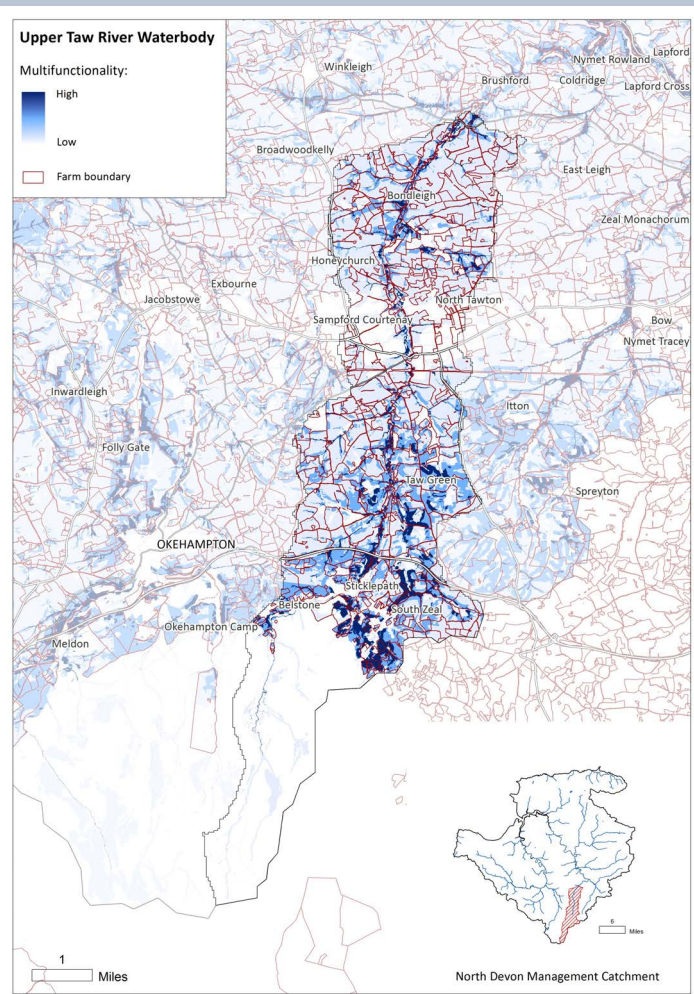 Upper Taw River Waterbody
Multifunctionality:
High
Low
Farm boundary
Lapford
Nymet Rowland
Winkleigh
Brushford
Coldridge
Lapford Cross
Broadwoodkelly
East Leigh
Bondleigh
Zeal Monachorum
Honeychurch
Exbourne
Jacobstowe
North Tawton
Sampford Courtenay
Bow
Nymet Tracey
Inwardleigh
Itton
Folly Gate
Taw Green
Spreyton
OKEHAMPTON
Sticklepath
Belstone
South Zeal
Okehampton Camp
Meldon
6
Miles
1
Miles
North Devon Management Catchment